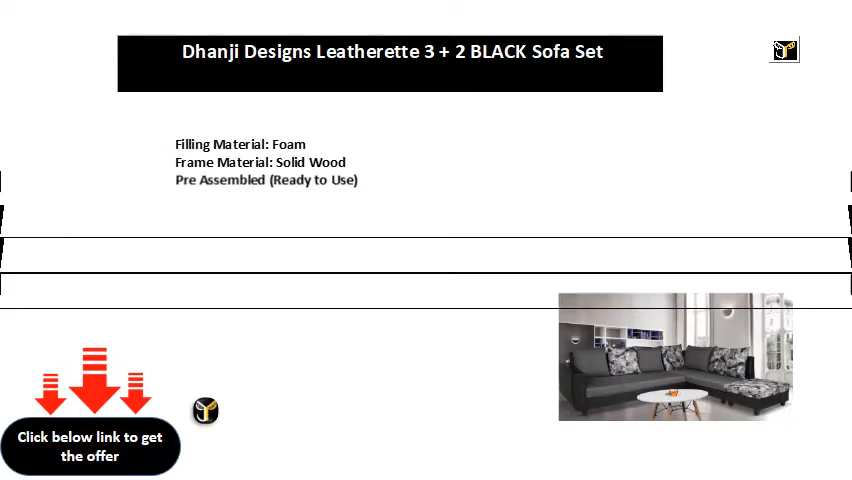 Dhanji Designs Leatherette 3 + 2 BLACK Sofa Set
Filling Material: Foam
Frame Material: Solid Wood
Pre Assembled (Ready to Use)
Click below link to get
the offer